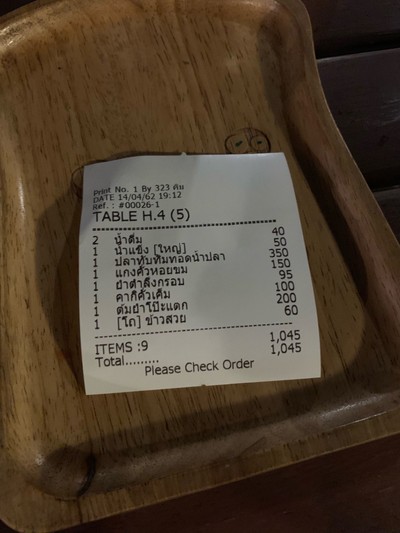 Print No. 1 By 323 คิม
DATE 14/04/62 19:12
Ref. : #00026-1
TABLE H.4 (5)
2 น้ำดื่ม 40
1 น้ำแข็ง [ใหญ่] 50
1 ปลาทับทิมทอดน้ำปลา 350
1 แกงคั่วหอยขม 150
1 ยำตำลึงกรอบ 95
1 คากิคั่วเค็ม 100
1 ต้มยำโป๊ะแตก 200
1 [โถ] ข้าวสวย 60
ITEMS :9 1,045
Total......... 1,045
Please Check Order